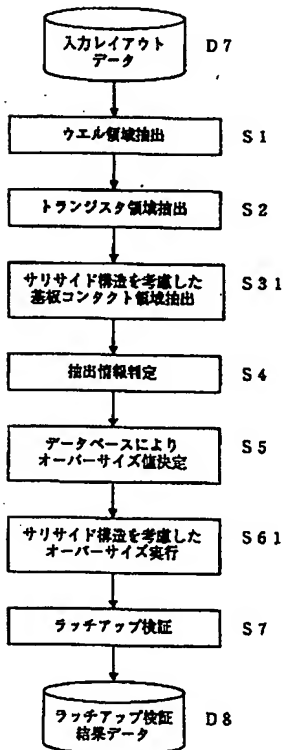 入力レイアウト
データ
D7
ウエル領域抽出
S1
トランジスタ領域抽出
S2
サリサイド構造を考慮した
基板コンタクト領域抽出
S31
抽出情報判定
S4
データベースにより
オーバーサイズ値決定
S5
サリサイド構造を考慮した
オーバーサイズ実行
S61
ラッチアップ検証
S7
ラッチアップ検証
結果データ
D8